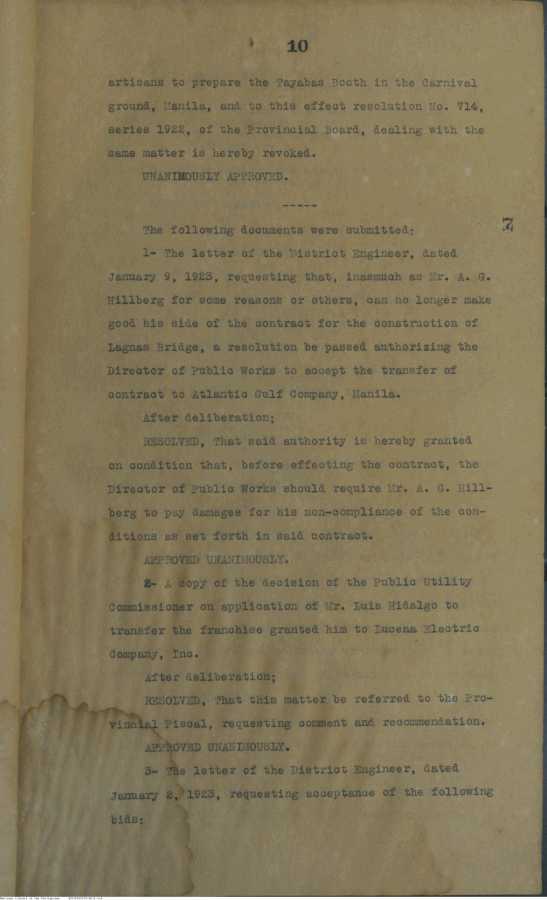 10
artisans to prepare the Tayabas Booth in the Carnival
ground, Manila, and to this effect resolution No. 714,
series 1922, of the Provincial Board, dealing with the
same matter is hereby revoked.
UNANIMOUSLY APPROVED.
-----
The following documents were submitted:
7
1- The letter of the District Engineer, dated
January 9, 1923, requesting that, inasmuch as Mr. A. G.
Hillberg for some reasons or others, can no longer make
good his side of the contract for the construction of
Lagnas Bridge, a resolution be passed authorizing the
Director of Public Works to accept the transfer of
contract to Atlantic Gulf Company, Manila.
After deliberation;
RESOLVED, That said authority is hereby granted
on condition that, before effecting the contract, the
Director of Public Works should require Mr. A. G. Hill-
berg to pay damages for his non-compliance of the con-
ditions as set forth in said contract.
APPROVED UNANIMOUSLY.
2- A copy of the decision of the Public Utility
Commissioner on application of Mr. Luis Hidalgo to
transfer the franchise granted him to Lucena Electric
Company, Inc.
After deliberation;
RESOLVED, That this matter be referred to the Pro-
vincial Fiscal, requesting comment and recommendation.
APPROVED UNANIMOUSLY.
3- The letter of the District Engineer, dated
January 2, 1923, requesting acceptance of the following
bids: